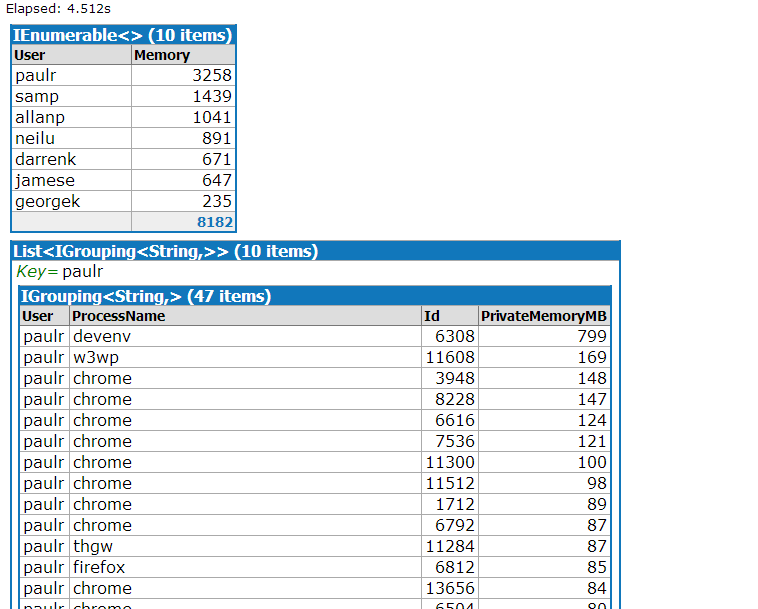 Elapsed: 4.512s
IEnumerable<> (10 items)
User Memory
paulr 3258
samp 1439
allanp 1041
neilu 891
darrenk 671
jamese 647
georgek 235
8182
List<IGrouping<String,>> (10 items)
Key= paulr
IGrouping<String,> (47 items)
User ProcessName Id PrivateMemoryMB
paulr devenv 6308 799
paulr w3wp 11608 169
paulr chrome 3948 148
paulr chrome 8228 147
paulr chrome 6616 124
paulr chrome 7536 121
paulr chrome 11300 100
paulr chrome 11512 98
paulr chrome 1712 89
paulr chrome 6792 87
paulr thgw 11284 87
paulr firefox 6812 85
paulr chrome 13656 84
paulr chrome 6504 80